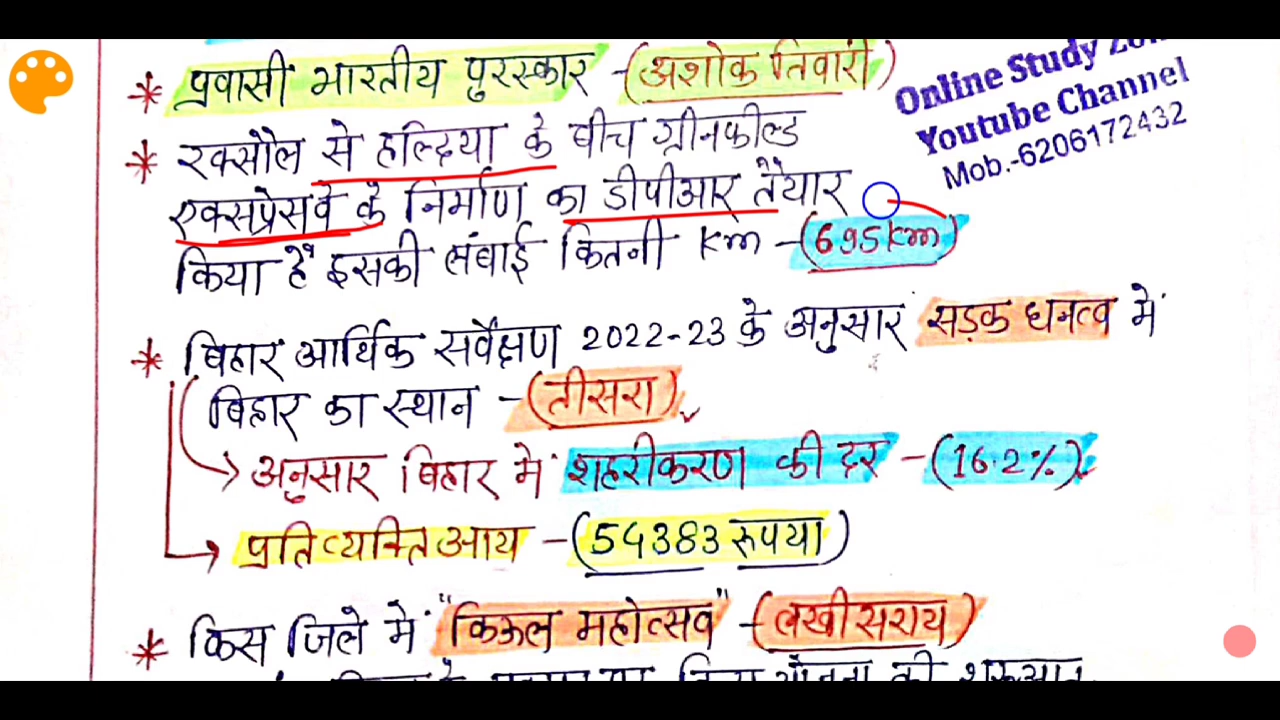 * प्रवासी भारतीय पुरस्कार - (अशोक तिवारी)
Online Study
Youtube Channel
Mob.-6206172432
* रक्सौल से हल्दिया के बीच ग्रीनफील्ड
एक्सप्रेसवे के निर्माण का डीपीआर तैयार
किया है इसकी लंबाई कितनी km - (695km)
* बिहार आर्थिक सर्वेक्षण 2022-23 के अनुसार सड़क घनत्व में
बिहार का स्थान - (तीसरा)
→ अनुसार बिहार में शहरीकरण की दर - (16.2%)
→ प्रति व्यक्ति आय - (54383 रूपया)
* किस जिले में "किऊल महोत्सव" - (लखीसराय)